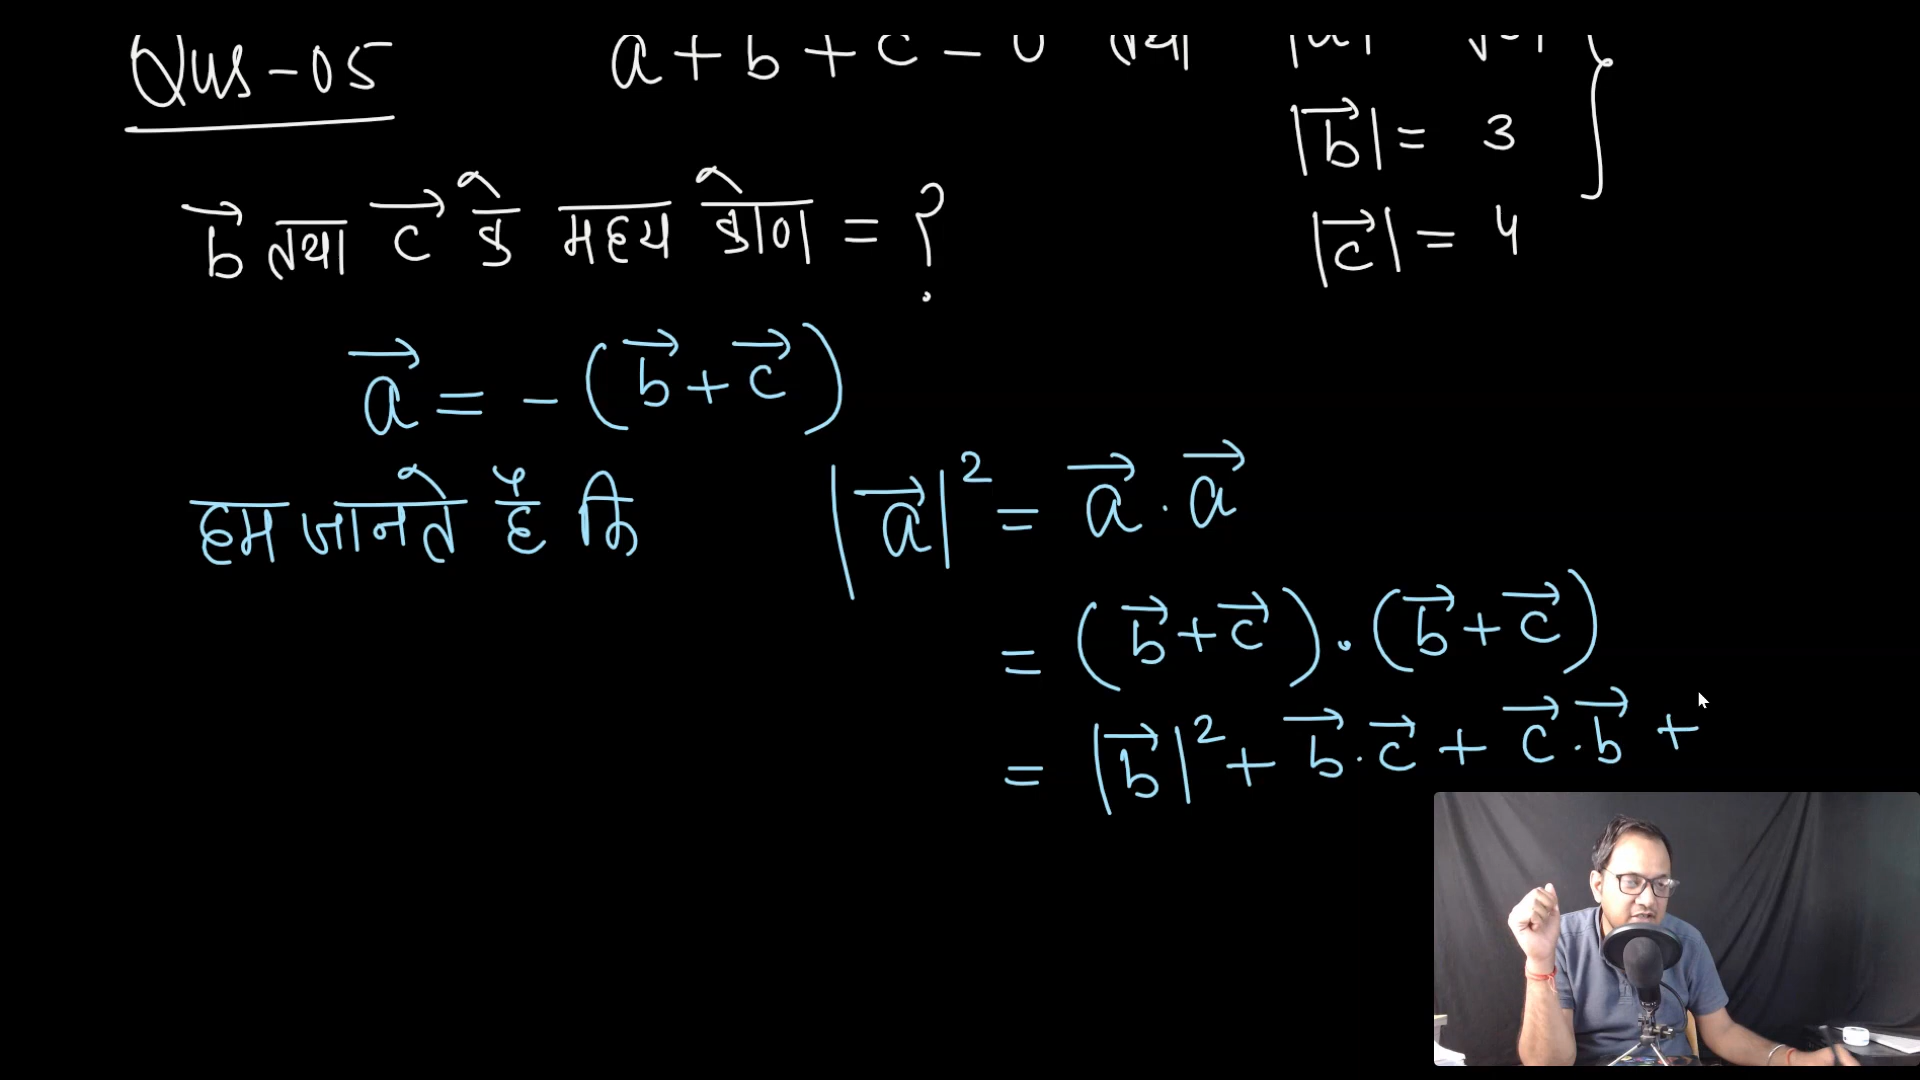 Qus-05 a + b + c = 0 तथा
|b⃗| = 3
b⃗ तथा c⃗ के मध्य कोण = ?
|c⃗| = 4
a⃗ = - (b⃗ + c⃗)
हम जानते है कि |a⃗|² = a⃗ . a⃗
= (b⃗ + c⃗) . (b⃗ + c⃗)
= |b⃗|² + b⃗ . c⃗ + c⃗ . b⃗ +